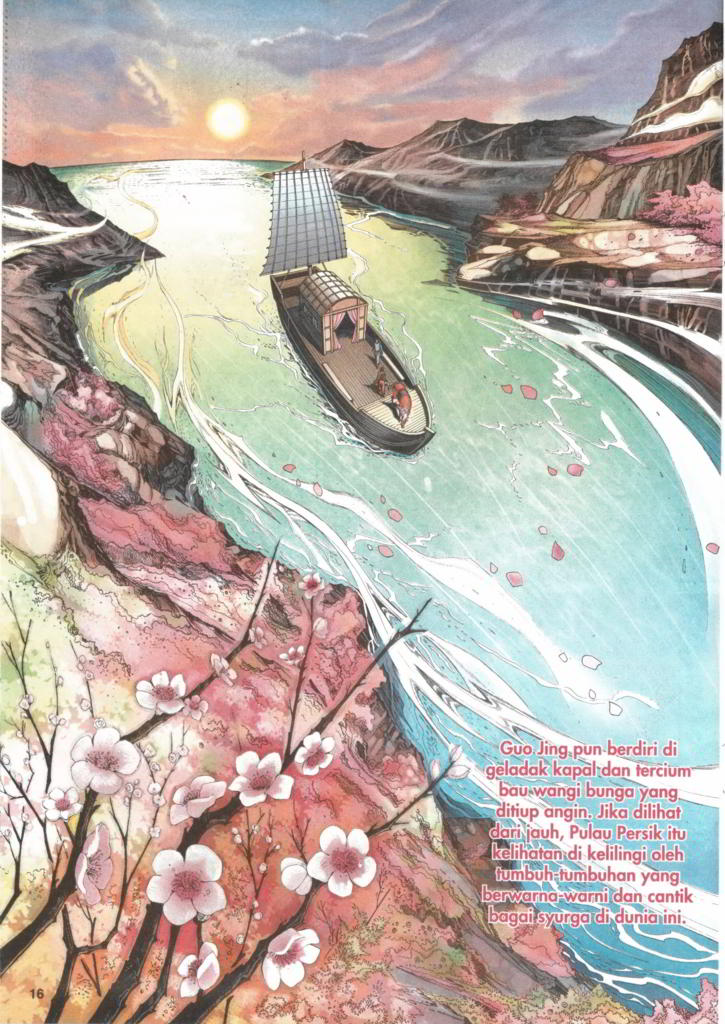 Guo Jing pun berdiri di
geladak kapal dan tercium
bau wangi bunga yang
ditiup angin. Jika dilihat
dari jauh, Pulau Persik itu
kelihatan di kelilingi oleh
tumbuh-tumbuhan yang
berwarna-warni dan cantik
bagai syurga di dunia ini.
16